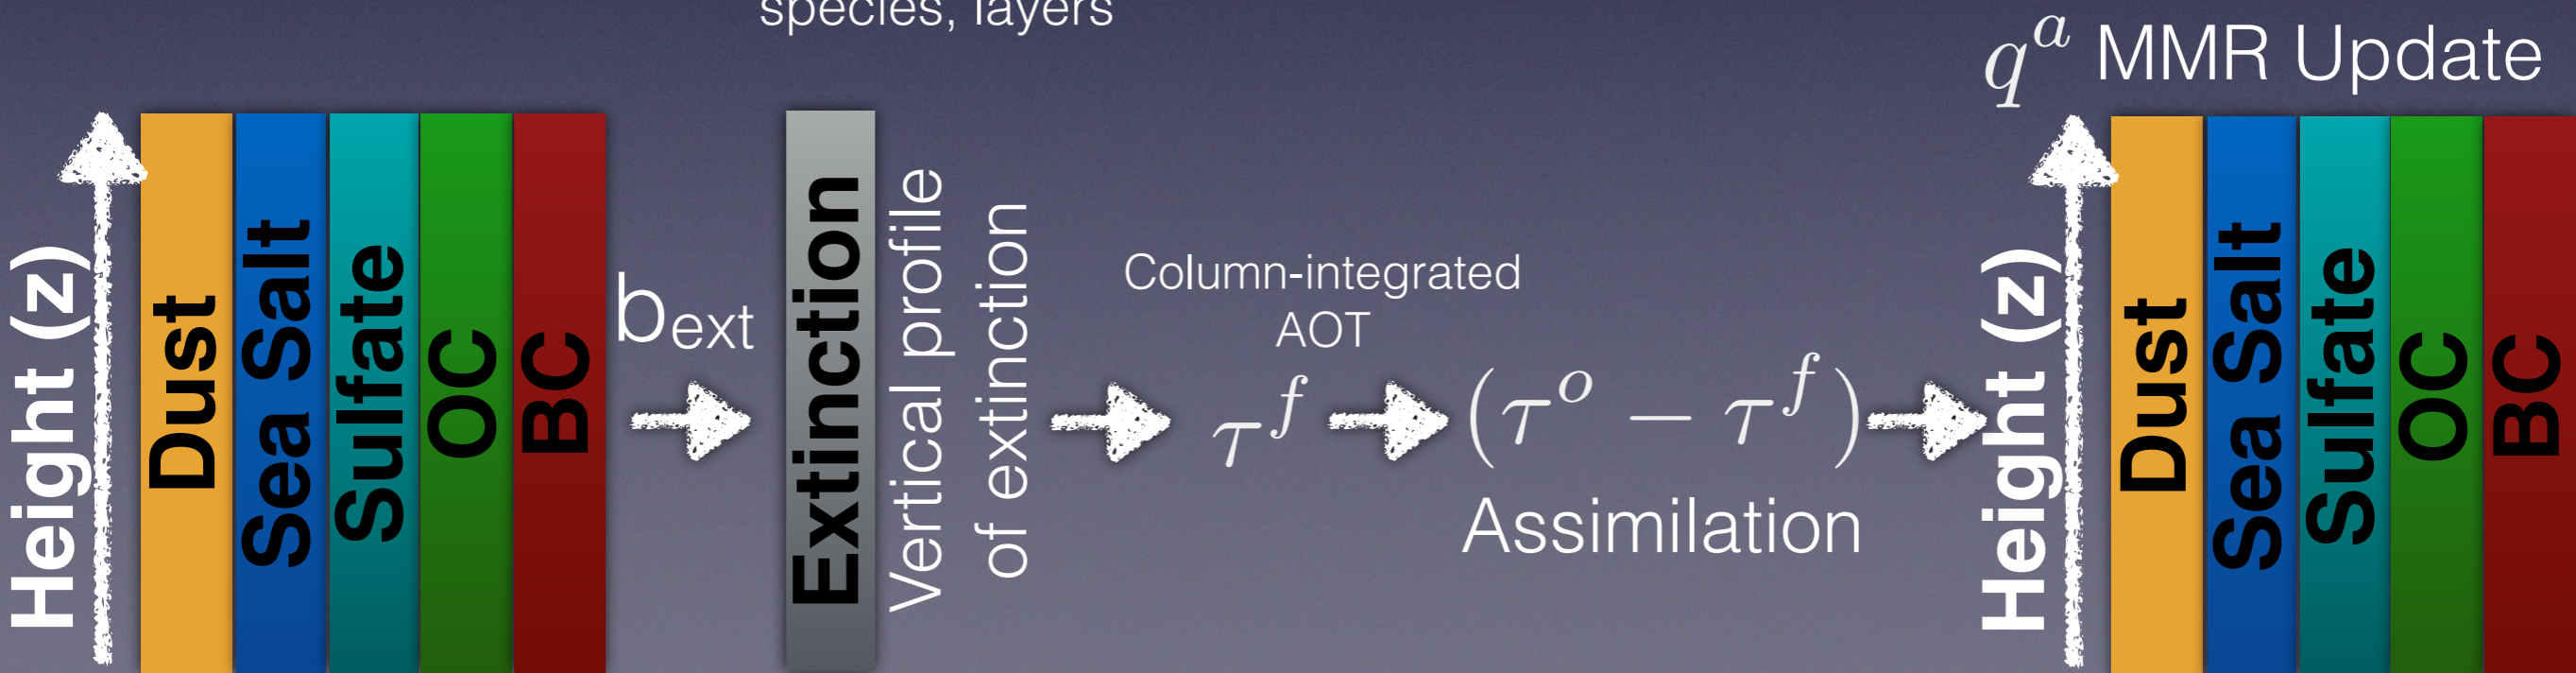 species, layers
q^a MMR Update
Height (z)
Dust
Sea Salt
Sulfate
OC
BC
b_ext
Extinction
Vertical profile
of extinction
Column-integrated
AOT
τ^f
(τ^o − τ^f)
Assimilation
Height (z)
Dust
Sea Salt
Sulfate
OC
BC